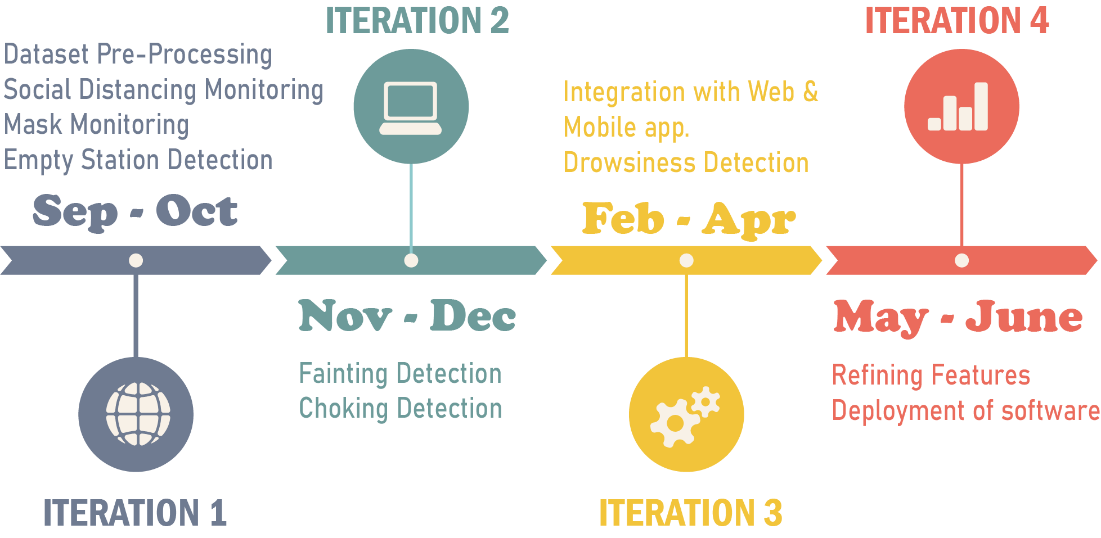 Dataset Pre-Processing
Social Distancing Monitoring
Mask Monitoring
Empty Station Detection
Sep - Oct
ITERATION 1
ITERATION 2
Nov - Dec
Fainting Detection
Choking Detection
Integration with Web &
Mobile app.
Drowsiness Detection
Feb - Apr
ITERATION 3
ITERATION 4
May - June
Refining Features
Deployment of software